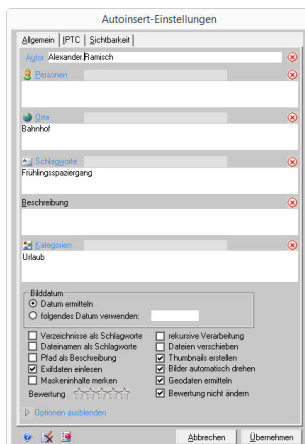 Autoinsert-Einstellungen
Allgemein IPTC Sichtbarkeit
Autor Alexander.Ramisch
Personen
Orte
Bahnhof
Schlagworte
Frühlingsspaziergang
Beschreibung
Kategorien
Urlaub
Bilddatum
Datum ermitteln
folgendes Datum verwenden:
Verzeichnisse als Schlagworte rekursive Verarbeitung
Dateinamen als Schlagworte Dateien verschieben
Pfad als Beschreibung Thumbnails erstellen
Exifdaten einlesen Bilder automatisch drehen
Maskeninhalte merken Geodaten ermitteln
Bewertung Bewertung nicht ändern
Optionen ausblenden
Abbrechen Übernehmen